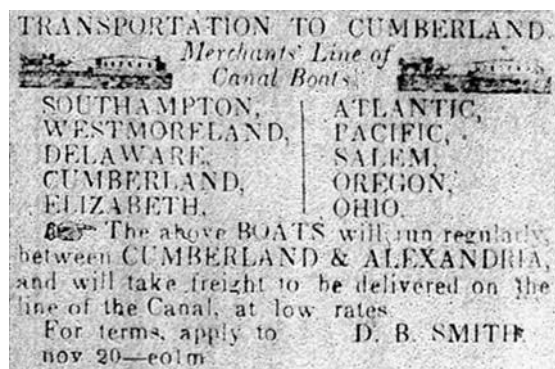 TRANSPORTATION TO CUMBERLAND.
Merchants' Line of
Canal Boats.
SOUTHAMPTON,
WESTMORELAND,
DELAWARE,
CUMBERLAND,
ELIZABETH,
ATLANTIC,
PACIFIC,
SALEM,
OREGON,
OHIO.
☞ The above BOATS will run regularly
between CUMBERLAND & ALEXANDRIA,
and will take freight to be delivered on the
line of the Canal, at low rates.
For terms, apply to D. B. SMITH.
nov 20—eo1m